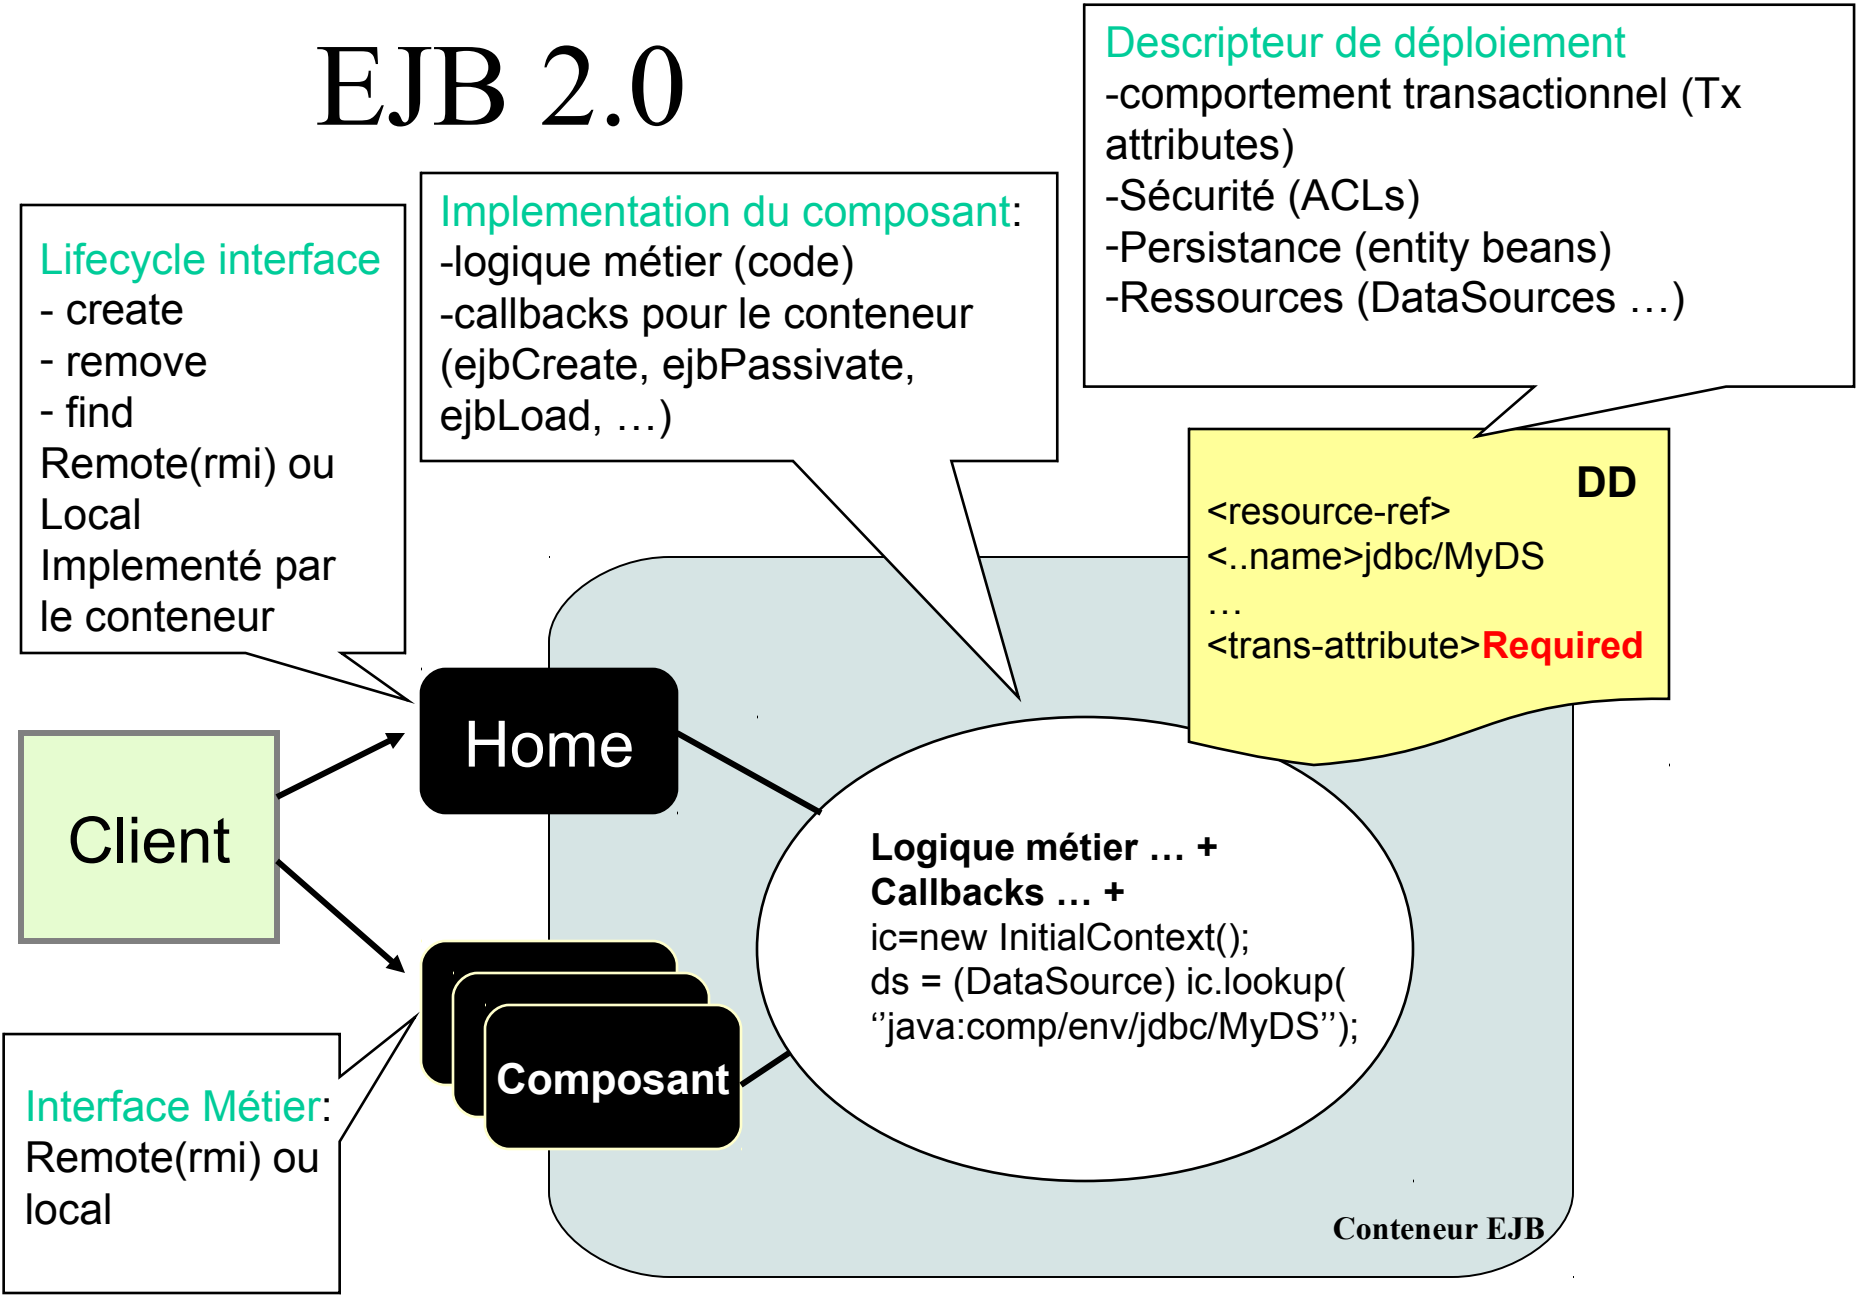 EJB 2.0
Descripteur de déploiement
-comportement transactionnel (Tx
attributes)
-Sécurité (ACLs)
-Persistance (entity beans)
-Ressources (DataSources …)
Implementation du composant:
-logique métier (code)
-callbacks pour le conteneur
(ejbCreate, ejbPassivate,
ejbLoad, …)
Lifecycle interface
- create
- remove
- find
Remote(rmi) ou
Local
Implementé par
le conteneur
DD
<resource-ref>
<..name>jdbc/MyDS
…
<trans-attribute>Required
Home
Client
Logique métier … +
Callbacks … +
ic=new InitialContext();
ds = (DataSource) ic.lookup(
‘’java:comp/env/jdbc/MyDS’’);
Composant
Interface Métier:
Remote(rmi) ou
local
Conteneur EJB